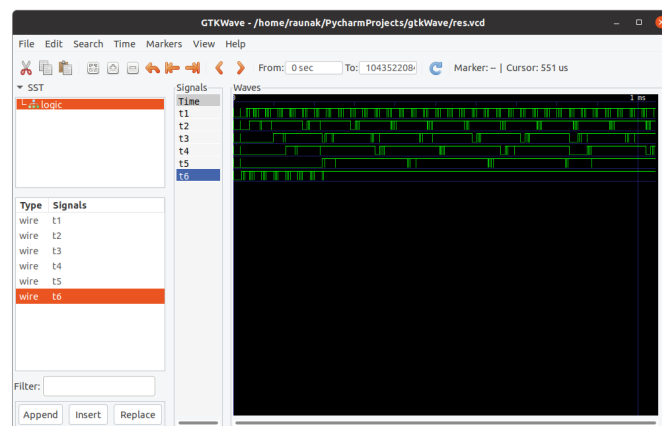 GTKWave - /home/raunak/PycharmProjects/gtkWave/res.vcd
File Edit Search Time Markers View Help
From: 0 sec To: 104352208 Marker: -- | Cursor: 551 us
SST
logic
Type Signals
wire t1
wire t2
wire t3
wire t4
wire t5
wire t6
Filter:
Append Insert Replace
Signals
Time
t1
t2
t3
t4
t5
t6
Waves
1 ms